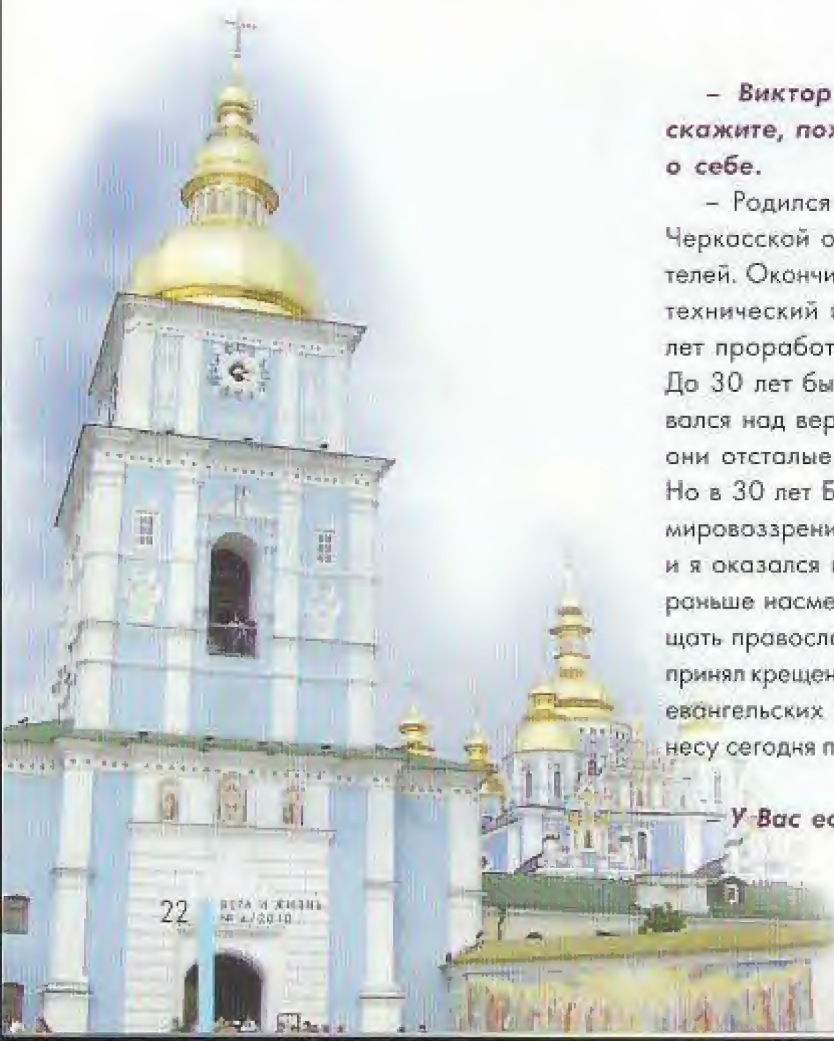 – Виктор
скажите, пож
о себе.
– Родился
Черкасской о
телей. Окончи
технический
лет проработ
До 30 лет бы
вался над вер
они отсталые
Но в 30 лет Б
мировоззрени
и я оказался
раньше насме
щать правосла
принял крещен
евангельских
несу сегодня п
– У Вас ес
22 ВЕРА И ЖИЗНЬ
№ 4/2010